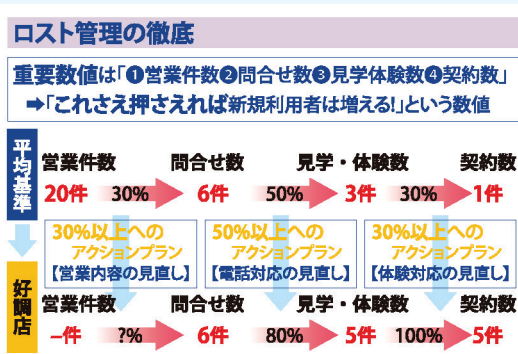 ロスト管理の徹底
重要数値は「❶営業件数❷問合せ数❸見学体験数❹契約数」
➡「これさえ押さえれば新規利用者は増える!」という数値
平均基準
営業件数 問合せ数 見学・体験数 契約数
20件 30% 6件 50% 3件 30% 1件
30%以上への 50%以上への 30%以上への
アクションプラン アクションプラン アクションプラン
【営業内容の見直し】 【電話対応の見直し】 【体験対応の見直し】
好調店
営業件数 問合せ数 見学・体験数 契約数
–件 ?% 6件 80% 5件 100% 5件